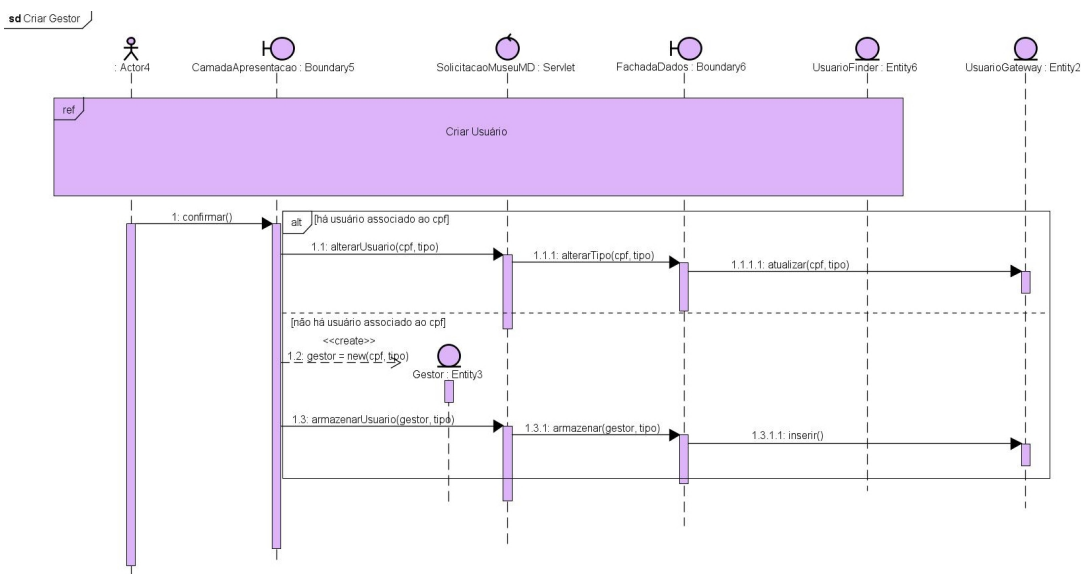 sd Criar Gestor
: Actor4
CamadaApresentacao : Boundary5
SolicitacaoMuseuMD : Servlet
FachadaDados : Boundary6
UsuarioFinder : Entity6
UsuarioGateway : Entity2
ref
Criar Usuário
1: confirmar()
alt
[há usuário associado ao cpf]
1.1: alterarUsuario(cpf, tipo)
1.1.1: alterarTipo(cpf, tipo)
1.1.1.1: atualizar(cpf, tipo)
[não há usuário associado ao cpf]
<<create>>
1.2: gestor = new(cpf, tipo)
Gestor : Entity3
1.3: armazenarUsuario(gestor, tipo)
1.3.1: armazenar(gestor, tipo)
1.3.1.1: inserir()